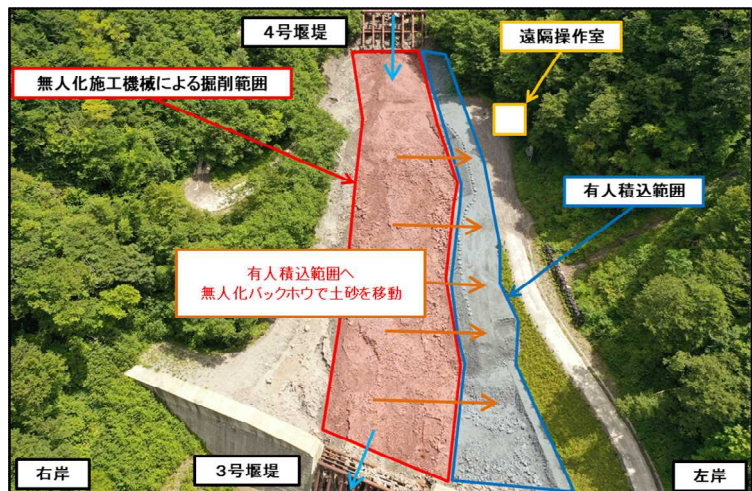 4号堰堤
遠隔操作室
無人化施工機械による掘削範囲
有人積込範囲
有人積込範囲へ
無人化バックホウで土砂を移動
右岸
3号堰堤
左岸